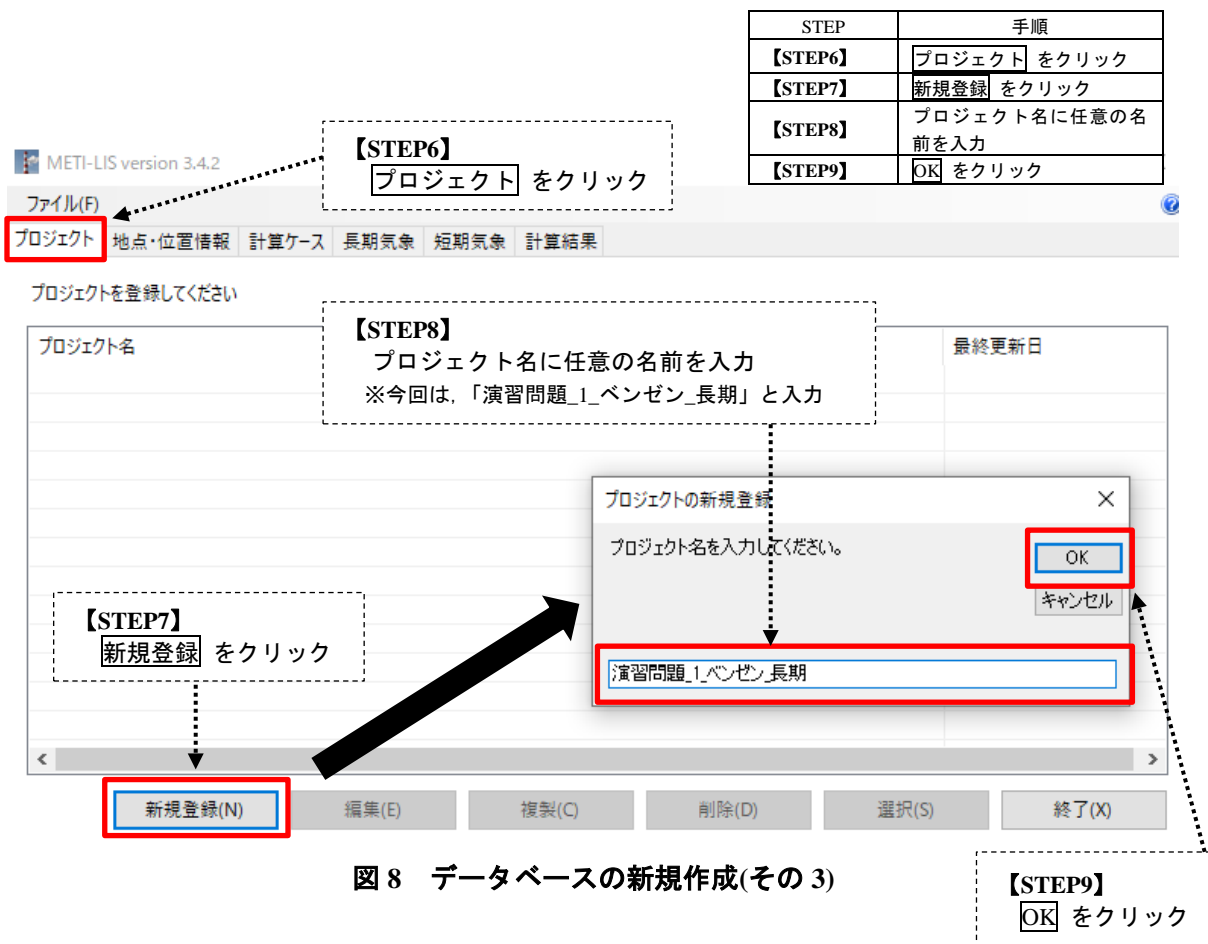 STEP 手順
【STEP6】 プロジェクト をクリック
【STEP7】 新規登録 をクリック
【STEP8】 プロジェクト名に任意の名
前を入力
【STEP9】 OK をクリック
【STEP6】
プロジェクト をクリック
METI-LIS version 3.4.2
ファイル(F)
プロジェクト 地点・位置情報 計算ケース 長期気象 短期気象 計算結果
プロジェクトを登録してください
プロジェクト名 最終更新日
【STEP8】
プロジェクト名に任意の名前を入力
※今回は,「演習問題_1_ベンゼン_長期」と入力
プロジェクトの新規登録
プロジェクト名を入力してください。
OK
キャンセル
演習問題_1_ベンゼン_長期
【STEP7】
新規登録 をクリック
新規登録(N) 編集(E) 複製(C) 削除(D) 選択(S) 終了(X)
図 8 データベースの新規作成(その 3)
【STEP9】
OK をクリック